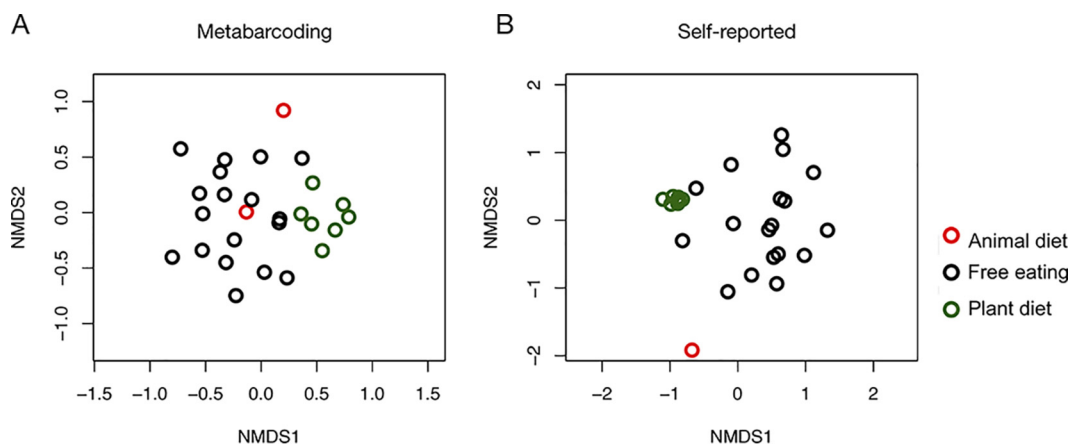 A
Metabarcoding
NMDS2
1.0
0.5
0.0
−0.5
−1.0
−1.5 −1.0 −0.5 0.0 0.5 1.0 1.5
NMDS1
B
Self-reported
NMDS2
2
1
0
−1
−2
−2 −1 0 1 2
NMDS1
Animal diet
Free eating
Plant diet